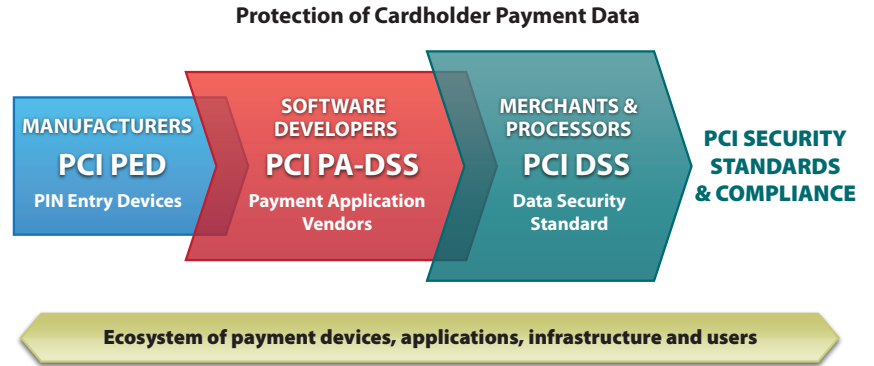 Protection of Cardholder Payment Data
MANUFACTURERS
PCI PED
PIN Entry Devices
SOFTWARE
DEVELOPERS
PCI PA-DSS
Payment Application
Vendors
MERCHANTS &
PROCESSORS
PCI DSS
Data Security
Standard
PCI SECURITY
STANDARDS
& COMPLIANCE
Ecosystem of payment devices, applications, infrastructure and users